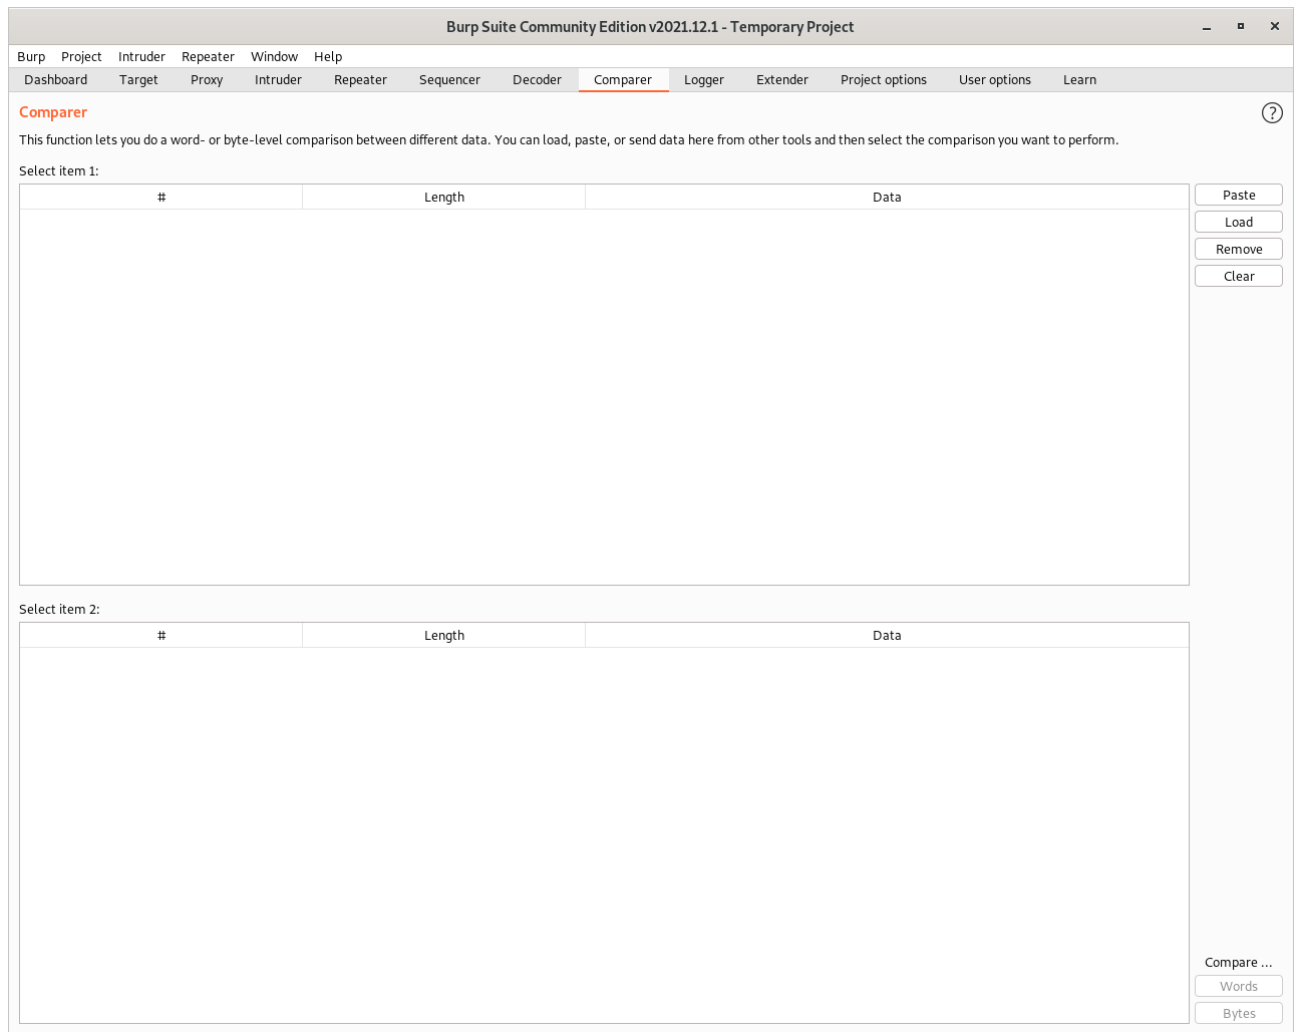 Burp Suite Community Edition v2021.12.1 - Temporary Project
Burp Project Intruder Repeater Window Help
Dashboard Target Proxy Intruder Repeater Sequencer Decoder Comparer Logger Extender Project options User options Learn
Comparer
?
This function lets you do a word- or byte-level comparison between different data. You can load, paste, or send data here from other tools and then select the comparison you want to perform.
Select item 1:
# Length Data
Paste
Load
Remove
Clear
Select item 2:
# Length Data
Compare ...
Words
Bytes